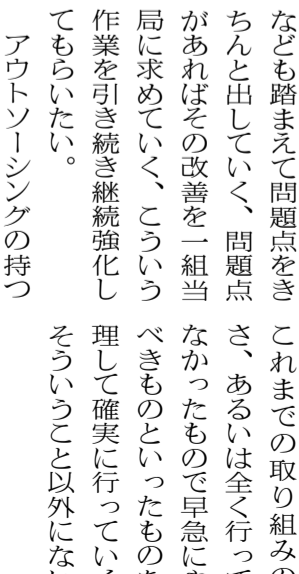 なども踏まえて問題点をき
ちんと出していく、問題点
があればその改善を一組当
局に求めていく、こういう
作業を引き続き継続強化し
てもらいたい。
アウトソーシングの持つ
これまでの取り組みの
さ、あるいは全く行って
なかったもので早急に
べきものといったものを
理して確実に行っている
そういうこと以外にな